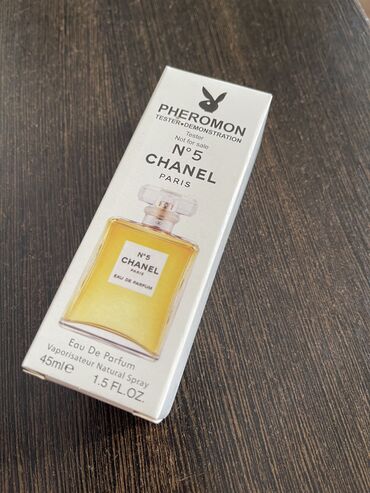 PHEROMON
TESTER•DEMONSTRATION
Tester
Not for sale
N°5
CHANEL
PARIS
N°5
CHANEL
PARIS
EAU DE PARFUM
Eau De Parfum
Vaporisateur Natural Spray
45ml℮
1.5 FL.OZ.